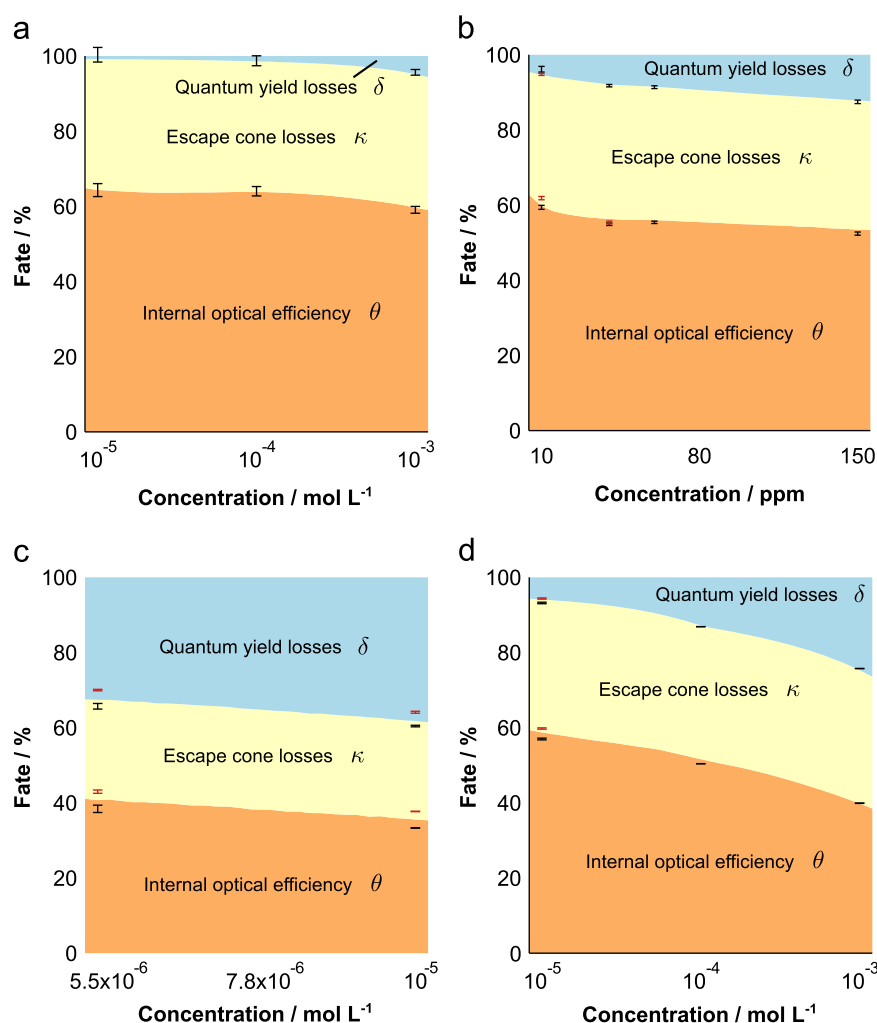 a
100
80
60
40
20
0
Fate / %
Quantum yield losses δ
Escape cone losses κ
Internal optical efficiency θ
10-5
10-4
10-3
Concentration / mol L-1
b
100
80
60
40
20
0
Fate / %
Quantum yield losses δ
Escape cone losses κ
Internal optical efficiency θ
10
80
150
Concentration / ppm
c
100
80
60
40
20
0
Fate / %
Quantum yield losses δ
Escape cone losses κ
Internal optical efficiency θ
5.5x10-6
7.8x10-6
10-5
Concentration / mol L-1
d
100
80
60
40
20
0
Fate / %
Quantum yield losses δ
Escape cone losses κ
Internal optical efficiency θ
10-5
10-4
10-3
Concentration / mol L-1